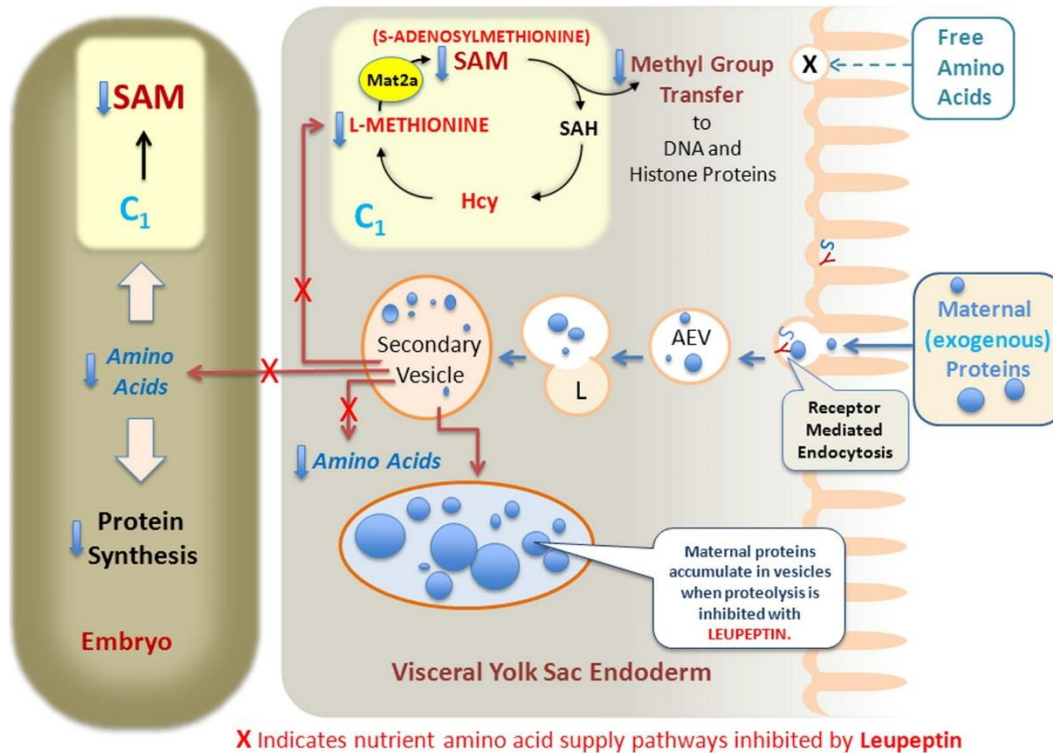 SAM
C1
Amino
Acids
Protein
Synthesis
Embryo
(S-ADENOSYLMETHIONINE)
SAM
Mat2a
L-METHIONINE
SAH
Hcy
C1
Methyl Group
Transfer
to
DNA and
Histone Proteins
X
Free
Amino
Acids
S
Y
Maternal
(exogenous)
Proteins
S
Y
Receptor
Mediated
Endocytosis
AEV
L
Secondary
Vesicle
X
X
X
Amino Acids
Maternal proteins
accumulate in vesicles
when proteolysis is
inhibited with
LEUPEPTIN.
Visceral Yolk Sac Endoderm
X Indicates nutrient amino acid supply pathways inhibited by Leupeptin